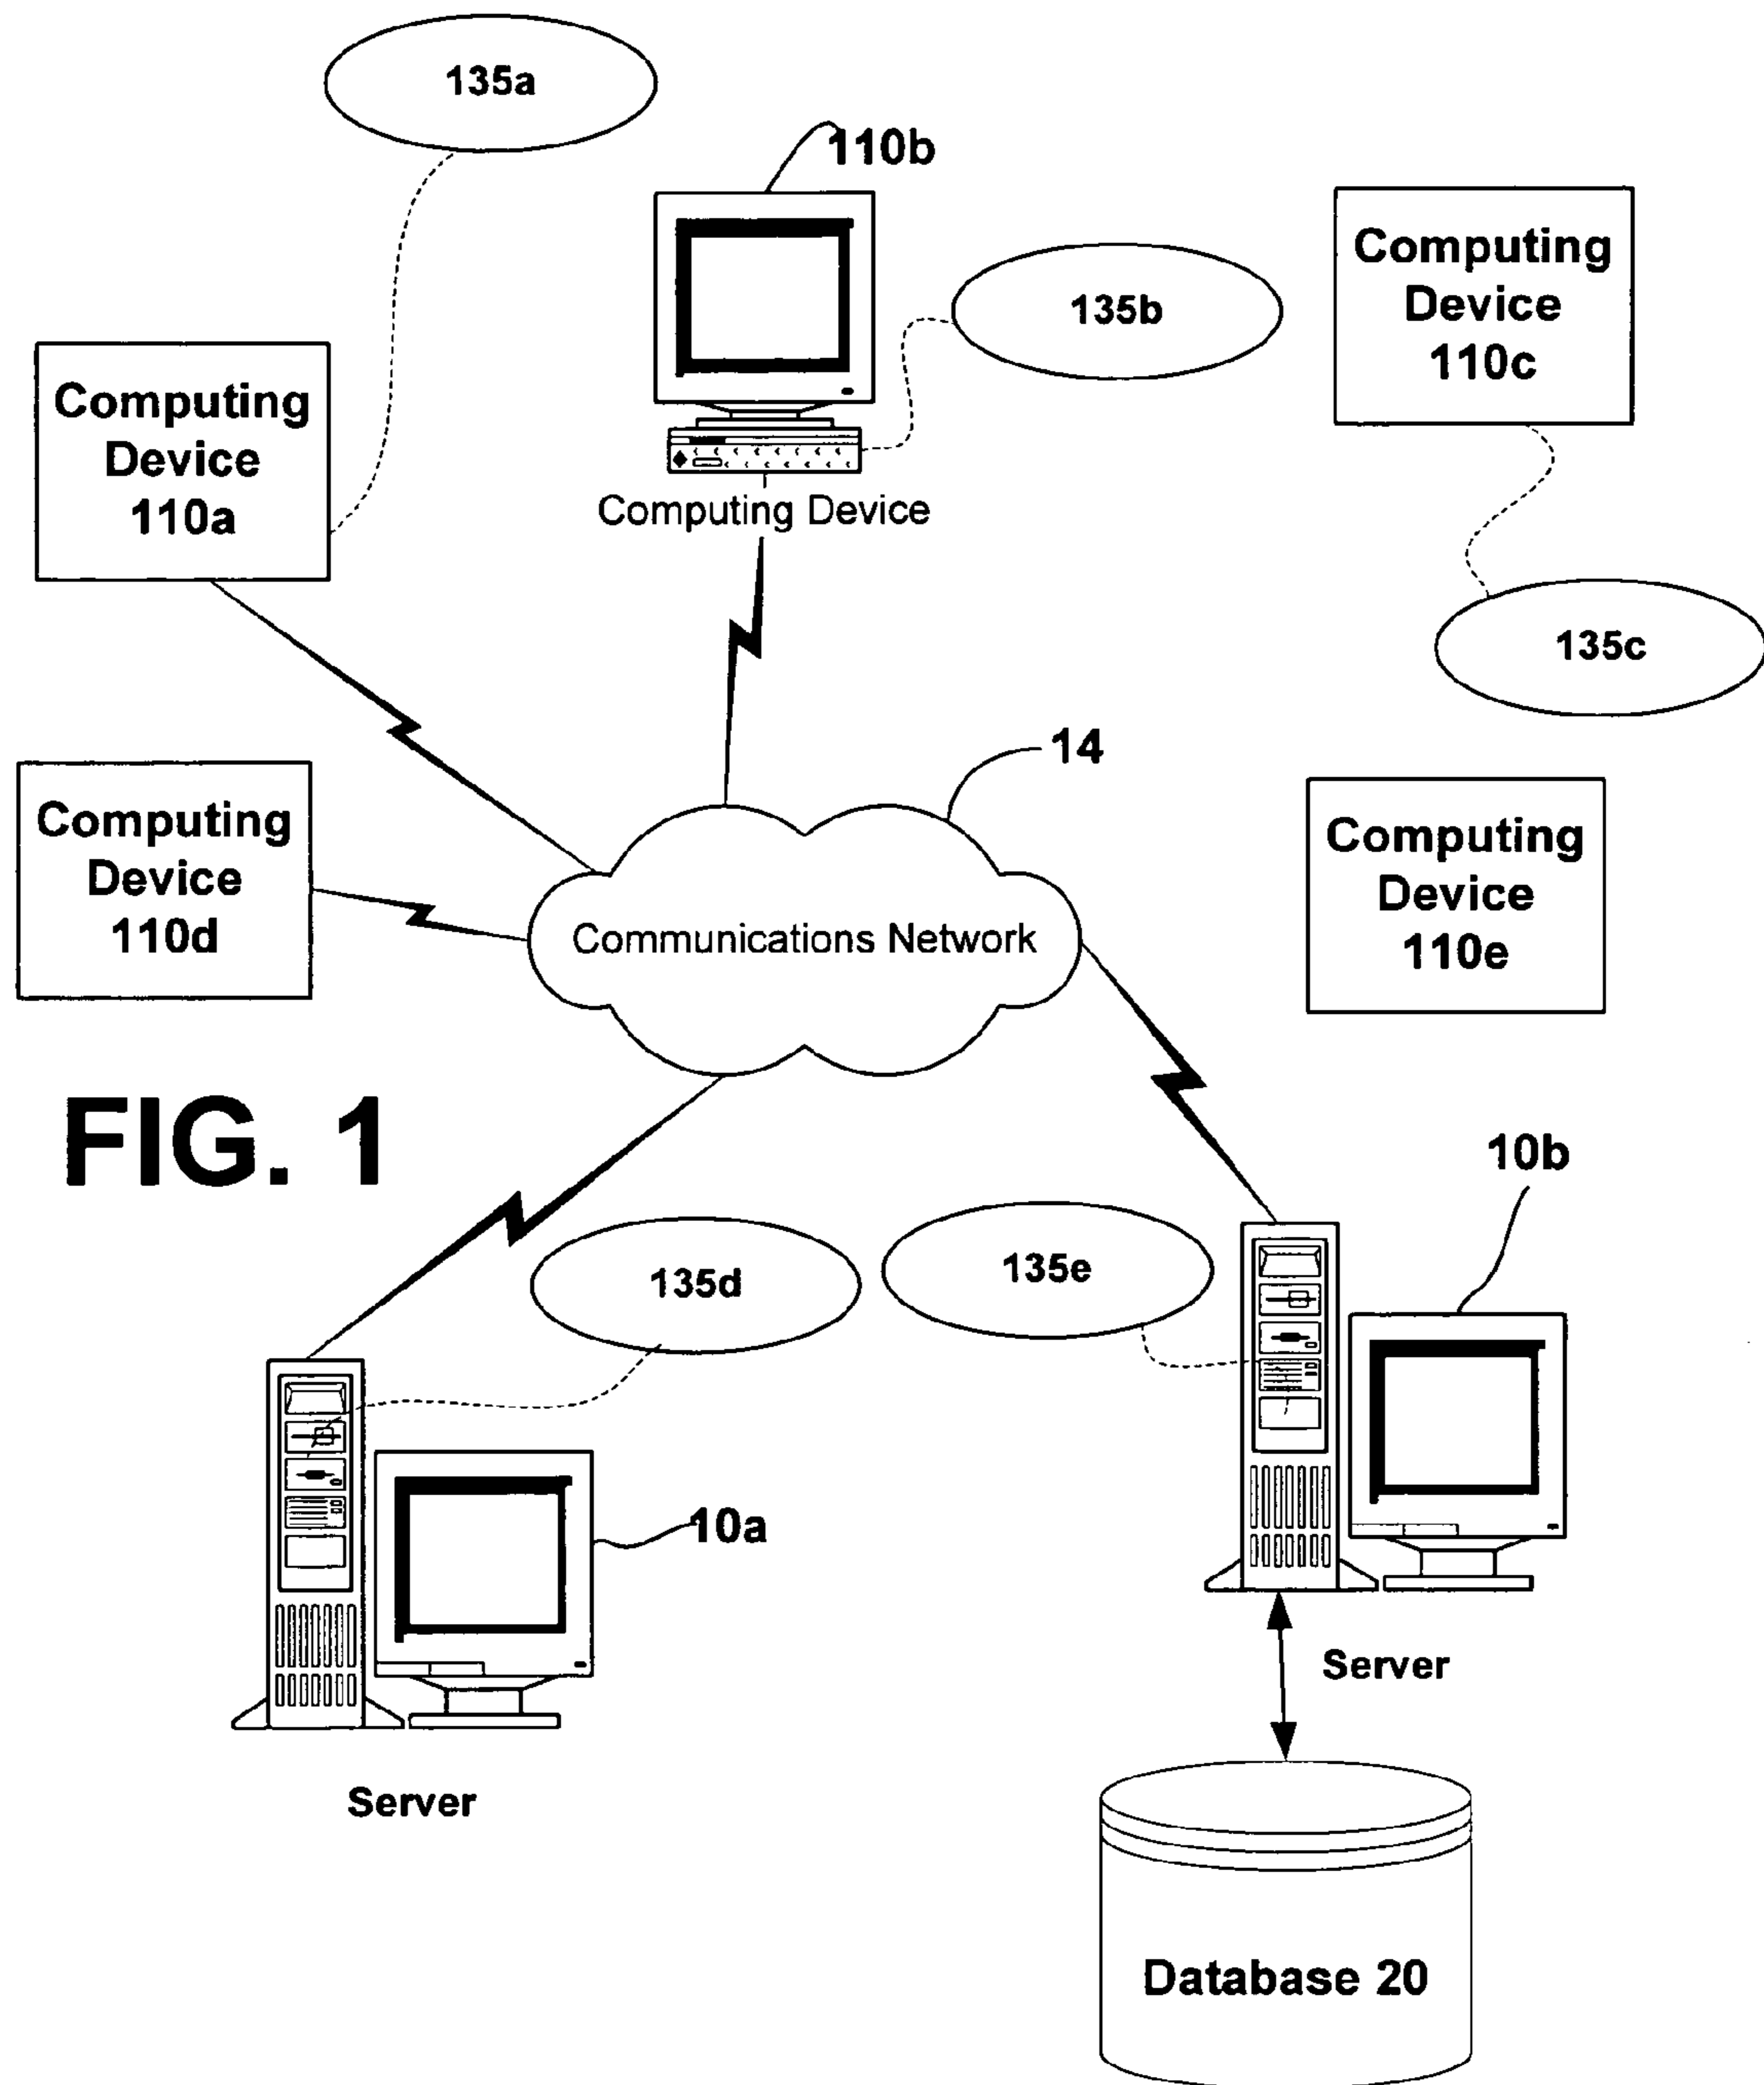 135a
110b
Computing
Device
110c
135b
Computing
Device
110a
Computing Device
135c
14
Computing
Device
110d
Computing
Device
110e
Communications Network
FIG. 1
10b
135d
135e
10a
Server
Server
Database 20